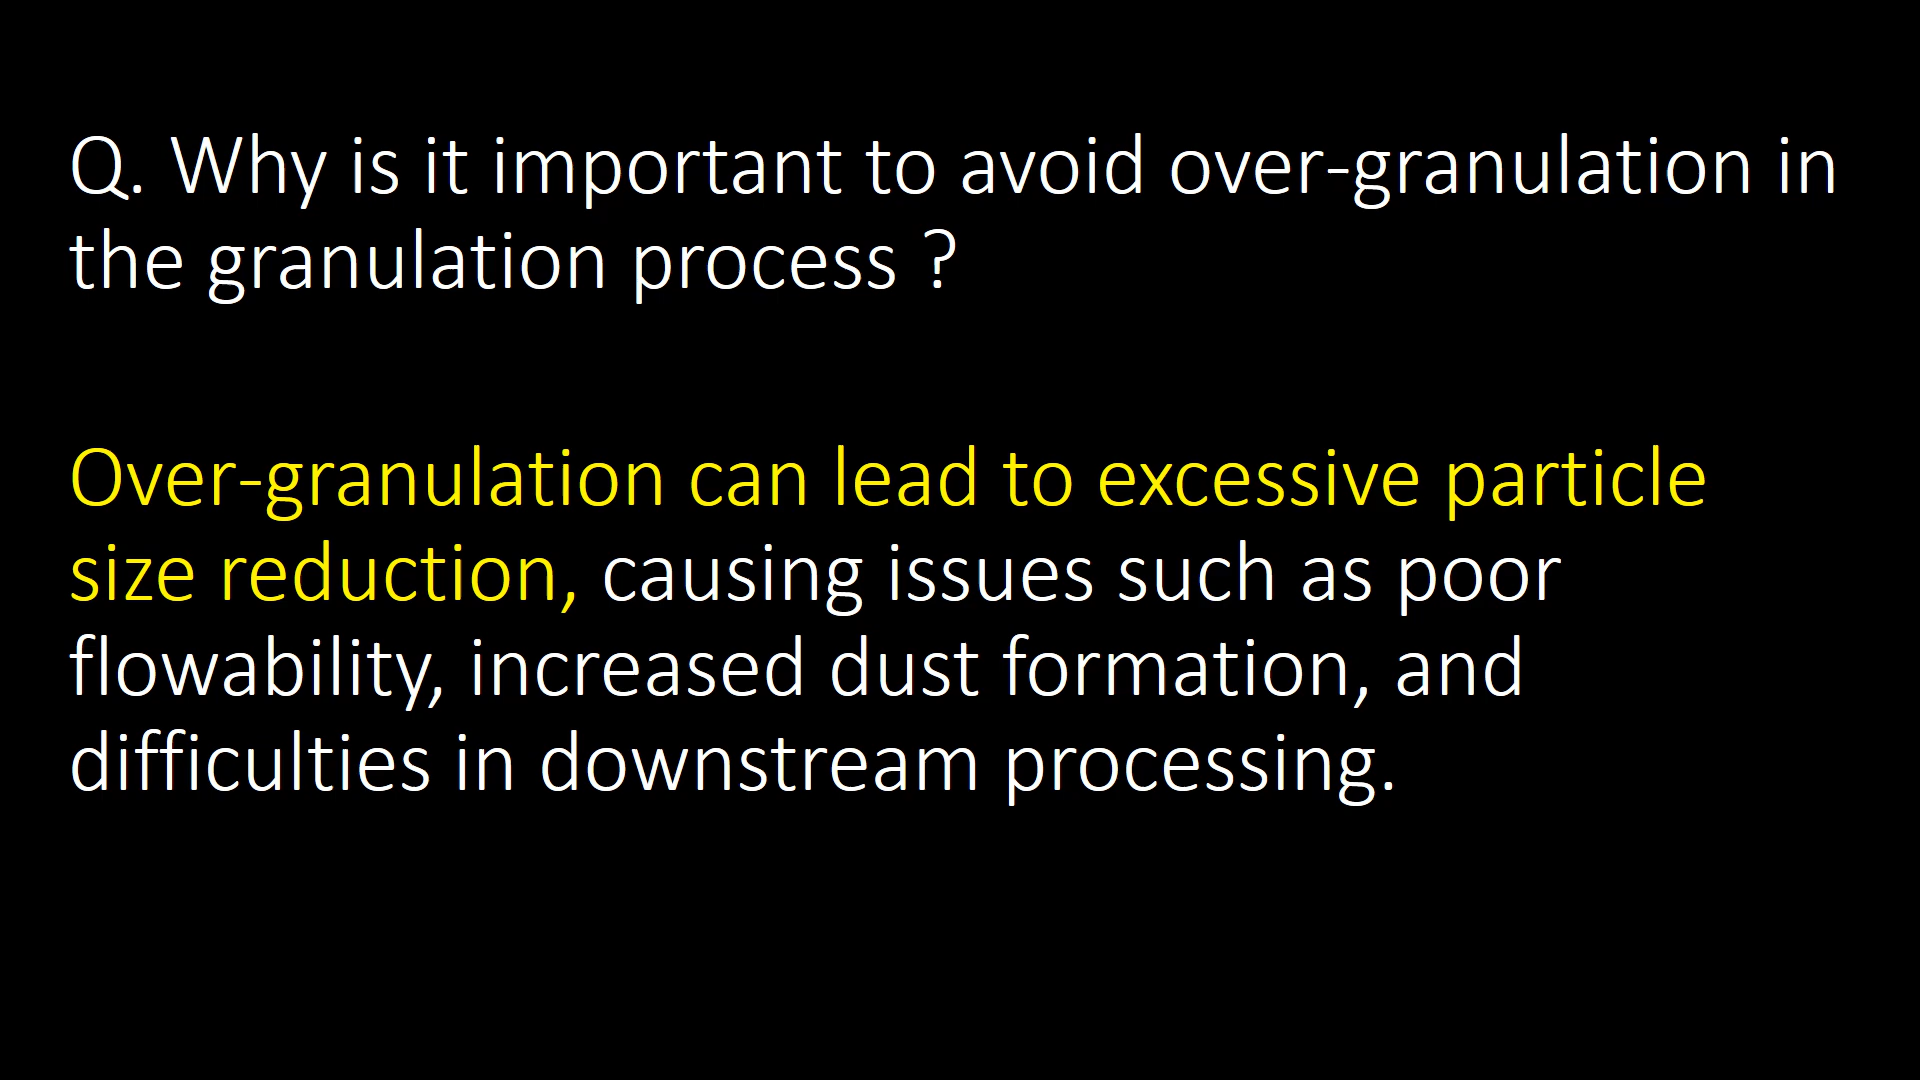 Q. Why is it important to avoid over-granulation in
the granulation process ?
Over-granulation can lead to excessive particle
size reduction, causing issues such as poor
flowability, increased dust formation, and
difficulties in downstream processing.